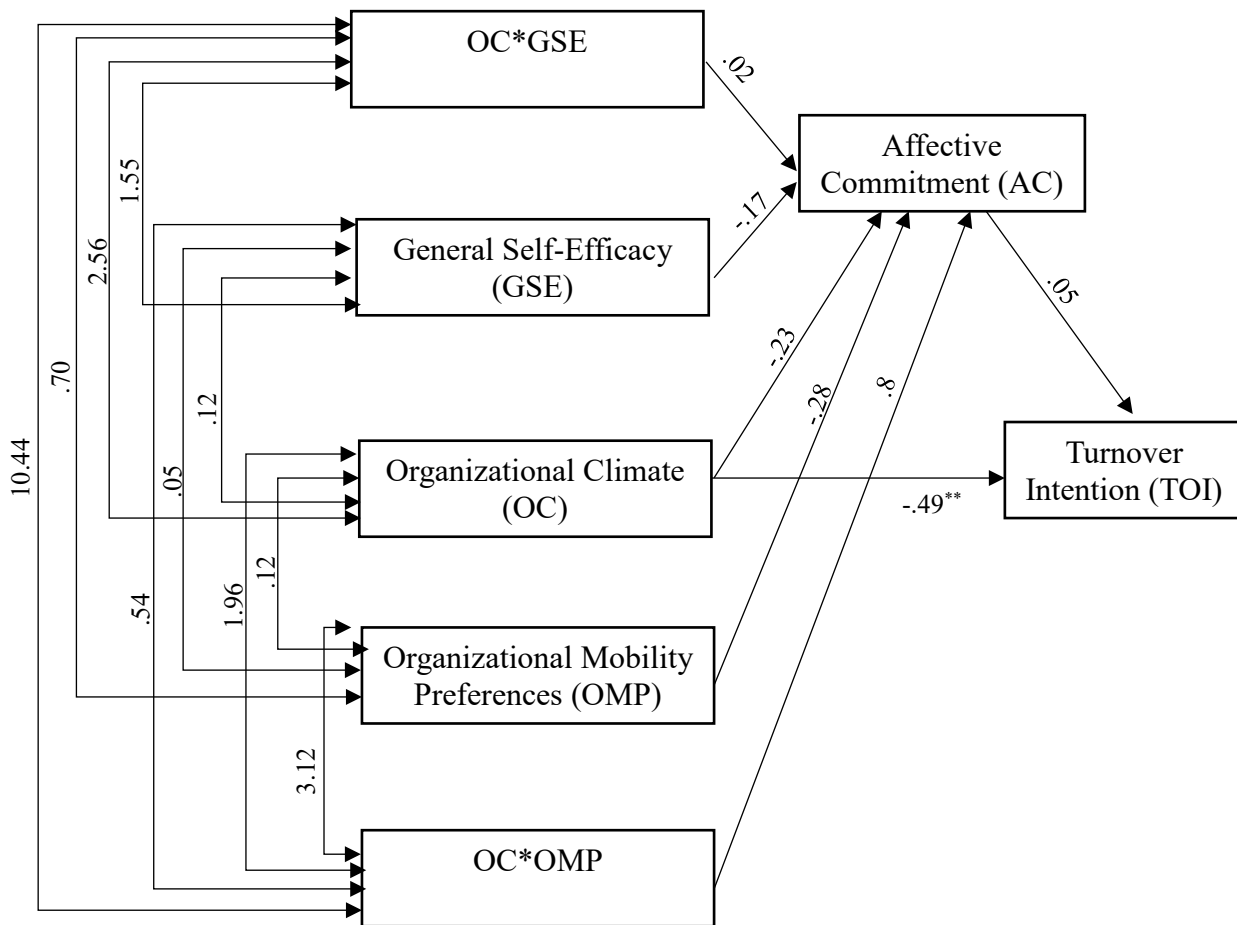 OC*GSE
.02
Affective
Commitment (AC)
1.55
-.17
General Self-Efficacy
(GSE)
2.56
.05
-.23
.70
-.28
.8
.12
10.44
.05
Organizational Climate
(OC)
-.49**
Turnover
Intention (TOI)
.54
1.96
.12
Organizational Mobility
Preferences (OMP)
3.12
OC*OMP